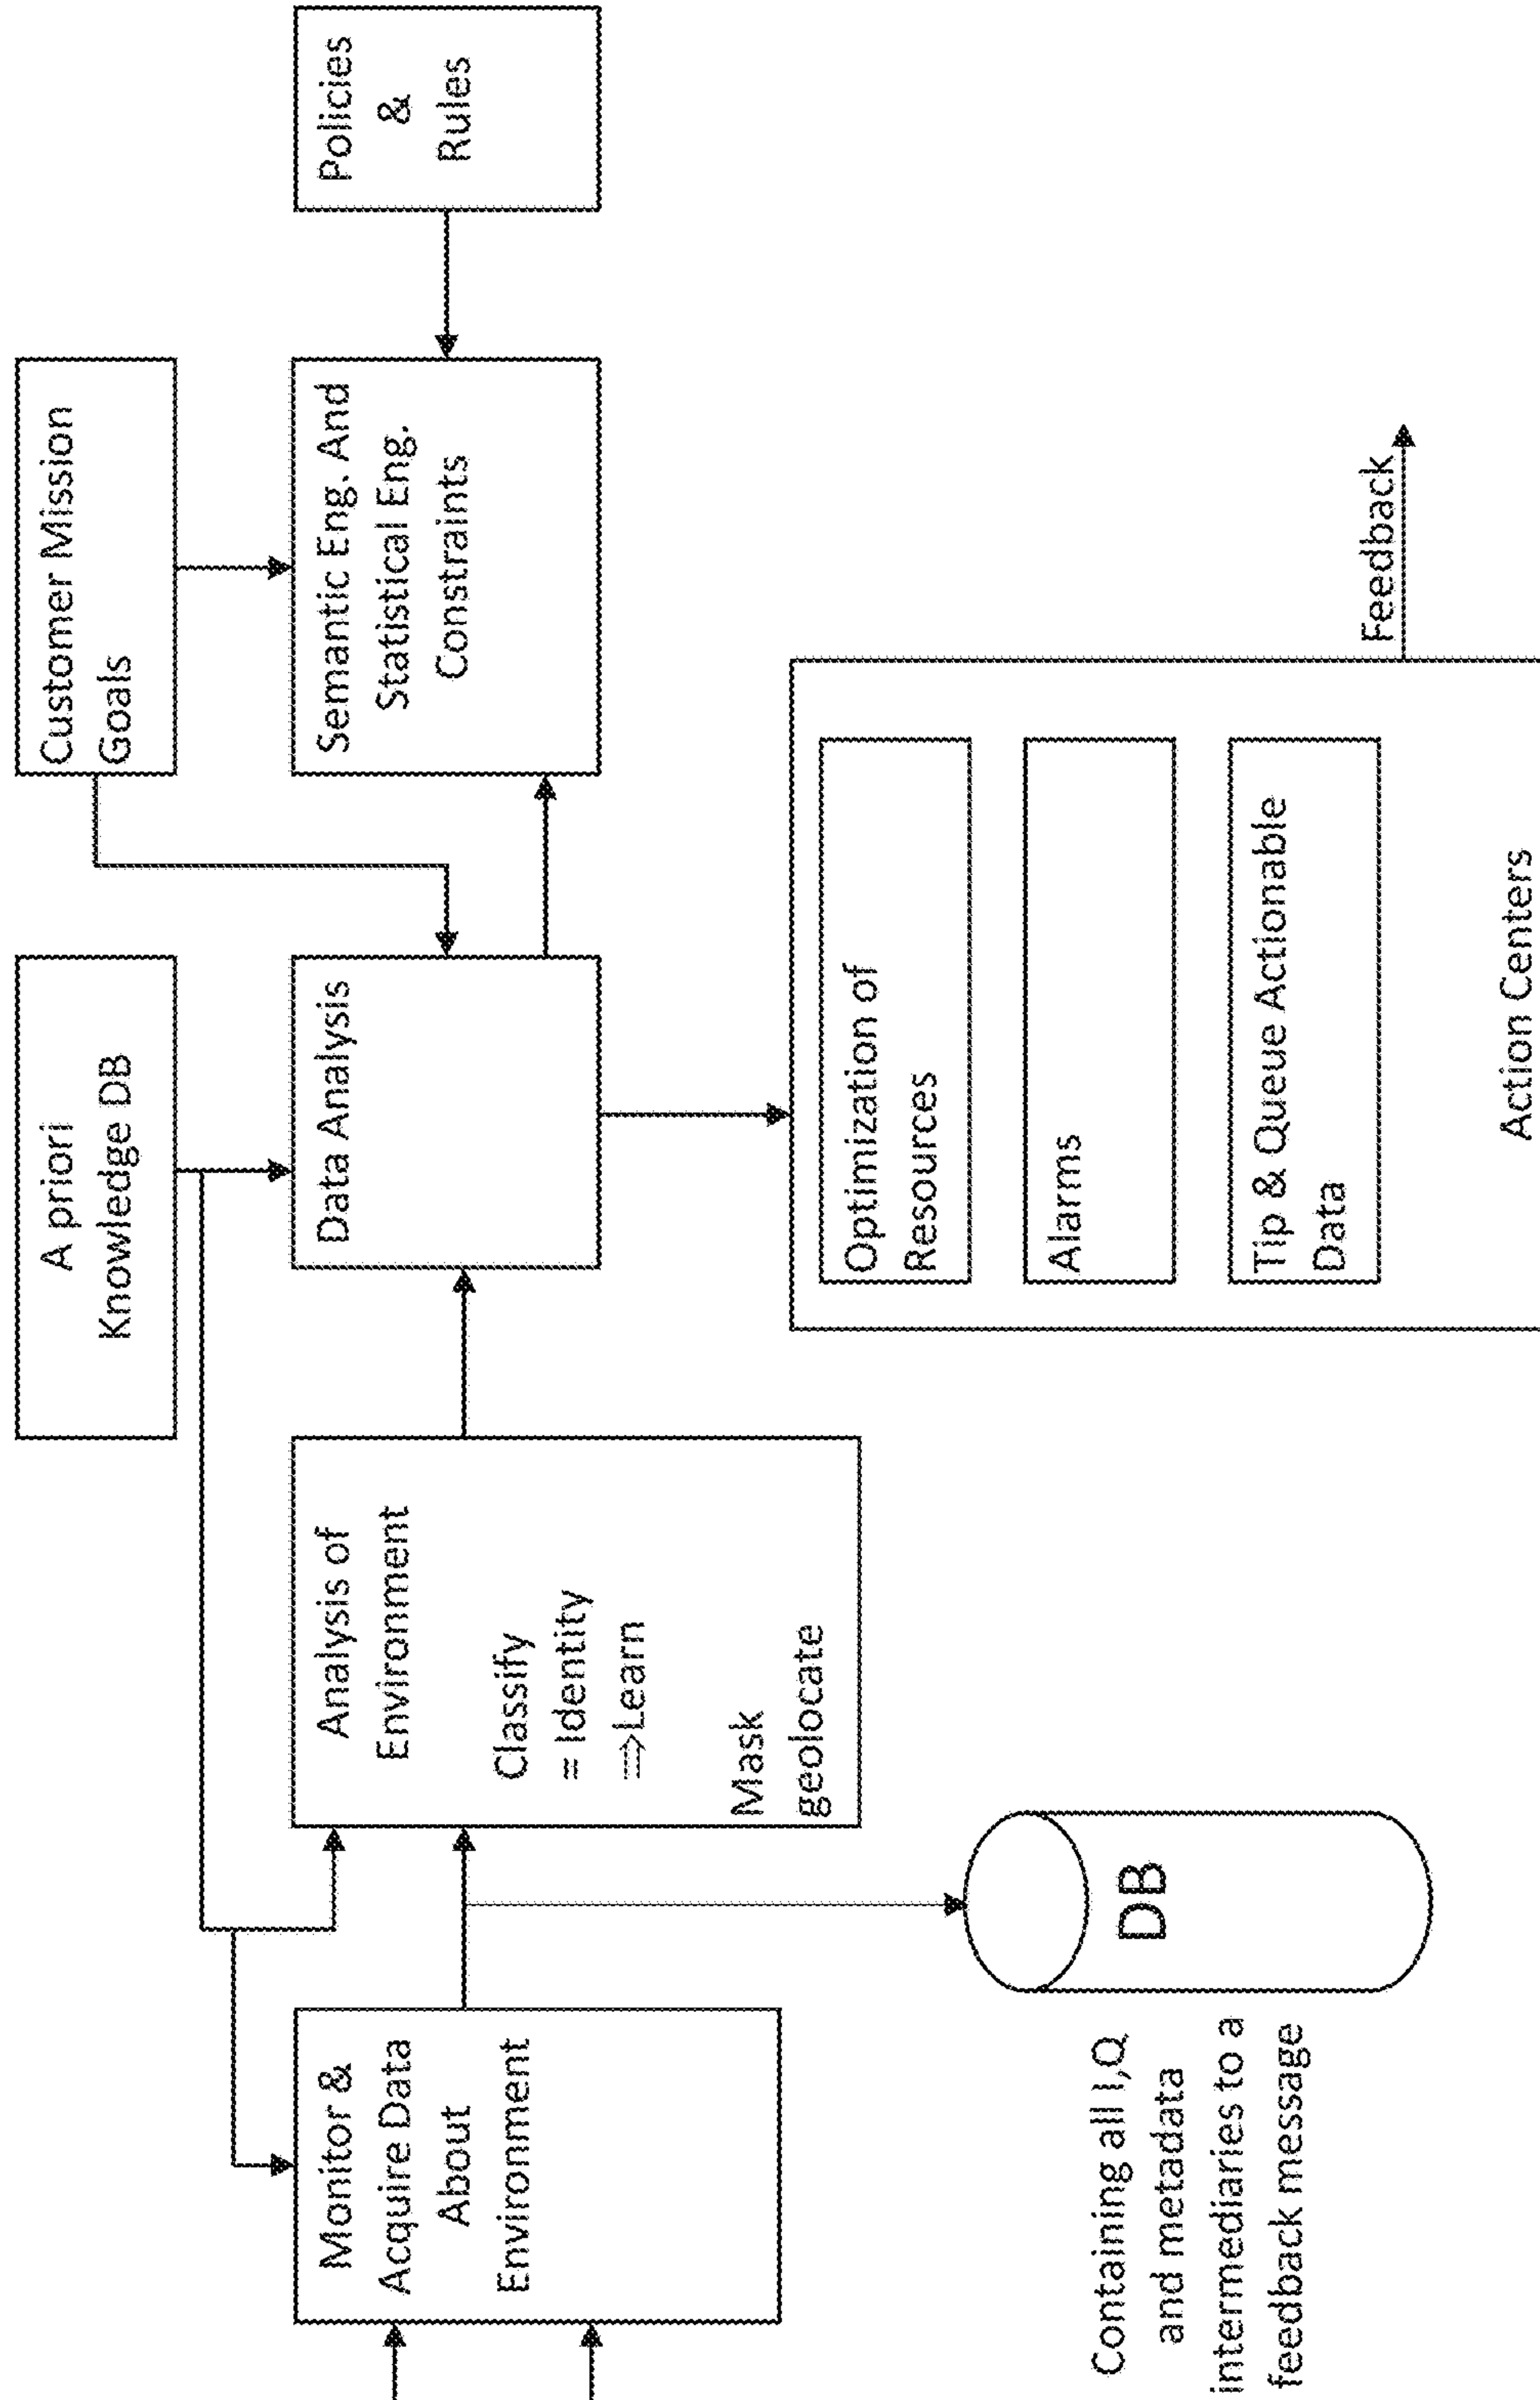 A priori
Knowledge DB
Customer Mission
Goals
Monitor &
Acquire Data
About
Environment
Analysis of
Environment
Classify
= Identity
⇒Learn
Mask
geolocate
Data Analysis
Semantic Eng. And
Statistical Eng.
Constraints
Policies
&
Rules
DB
Containing all I,Q
and metadata
intermediaries to a
feedback message
Optimization of
Resources
Alarms
Tip & Queue Actionable
Data
Action Centers
Feedback